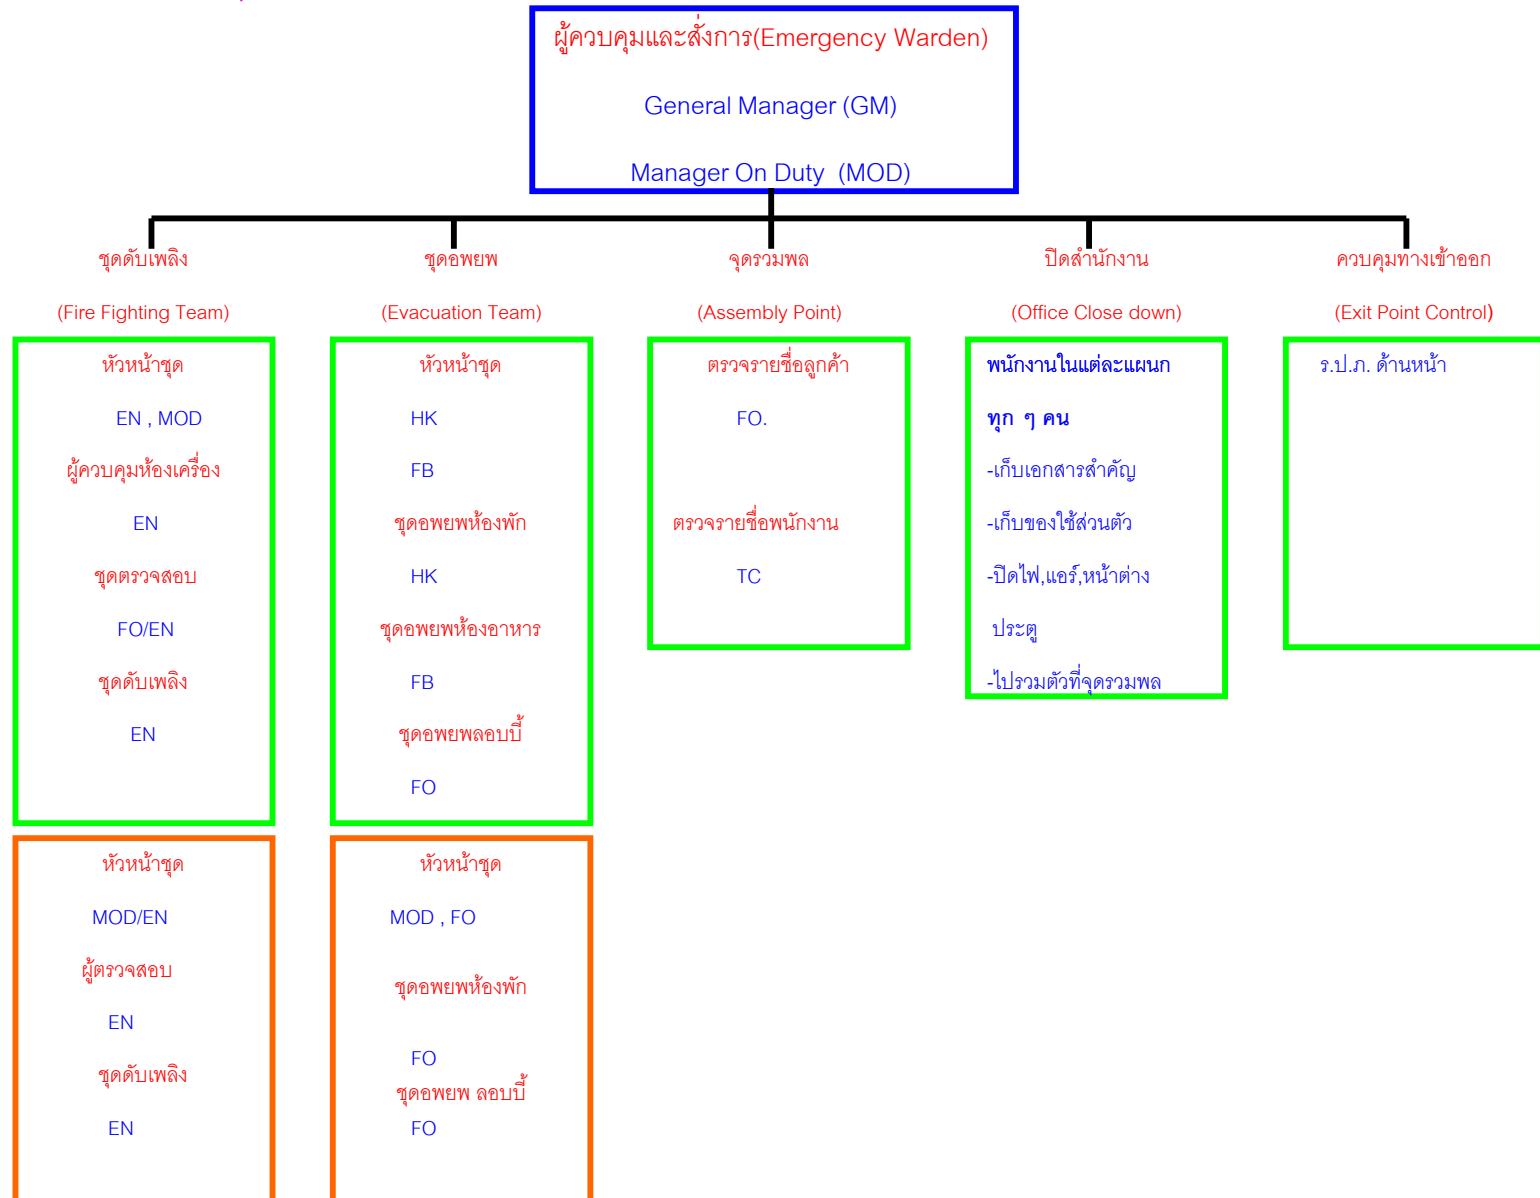 ผู้ควบคุมและสั่งการ(Emergency Warden)
General Manager (GM)
Manager On Duty (MOD)
ชุดดับเพลิง
(Fire Fighting Team)
หัวหน้าชุด
EN , MOD
ผู้ควบคุมห้องเครื่อง
EN
ชุดตรวจสอบ
FO/EN
ชุดดับเพลิง
EN
หัวหน้าชุด
MOD/EN
ผู้ตรวจสอบ
EN
ชุดดับเพลิง
EN
ชุดอพยพ
(Evacuation Team)
หัวหน้าชุด
HK
FB
ชุดอพยพห้องพัก
HK
ชุดอพยพห้องอาหาร
FB
ชุดอพยพลอบบี้
FO
หัวหน้าชุด
MOD , FO
ชุดอพยพห้องพัก
FO
ชุดอพยพ ลอบบี้
FO
จุดรวมพล
(Assembly Point)
ตรวจรายชื่อลูกค้า
FO.
ตรวจรายชื่อพนักงาน
TC
ปิดสำนักงาน
(Office Close down)
พนักงานในแต่ละแผนก
ทุก ๆ คน
-เก็บเอกสารสำคัญ
-เก็บของใช้ส่วนตัว
-ปิดไฟ,แอร์,หน้าต่าง
ประตู
-ไปรวมตัวที่จุดรวมพล
ควบคุมทางเข้าออก
(Exit Point Control)
ร.ป.ภ. ด้านหน้า